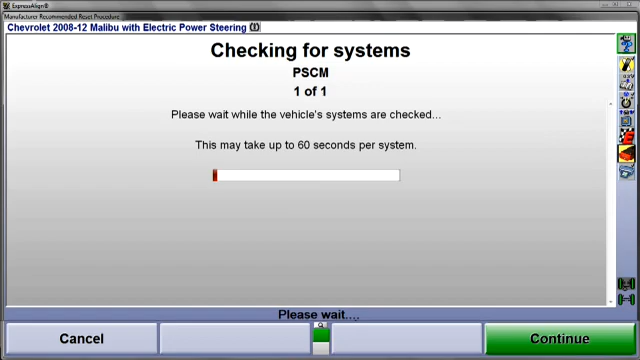 ExpressAlign®
Manufacturer Recommended Reset Procedure
Chevrolet 2008-12 Malibu with Electric Power Steering
Checking for systems
PSCM
1 of 1
Please wait while the vehicle's systems are checked...
This may take up to 60 seconds per system.
Please wait....
Cancel
Continue